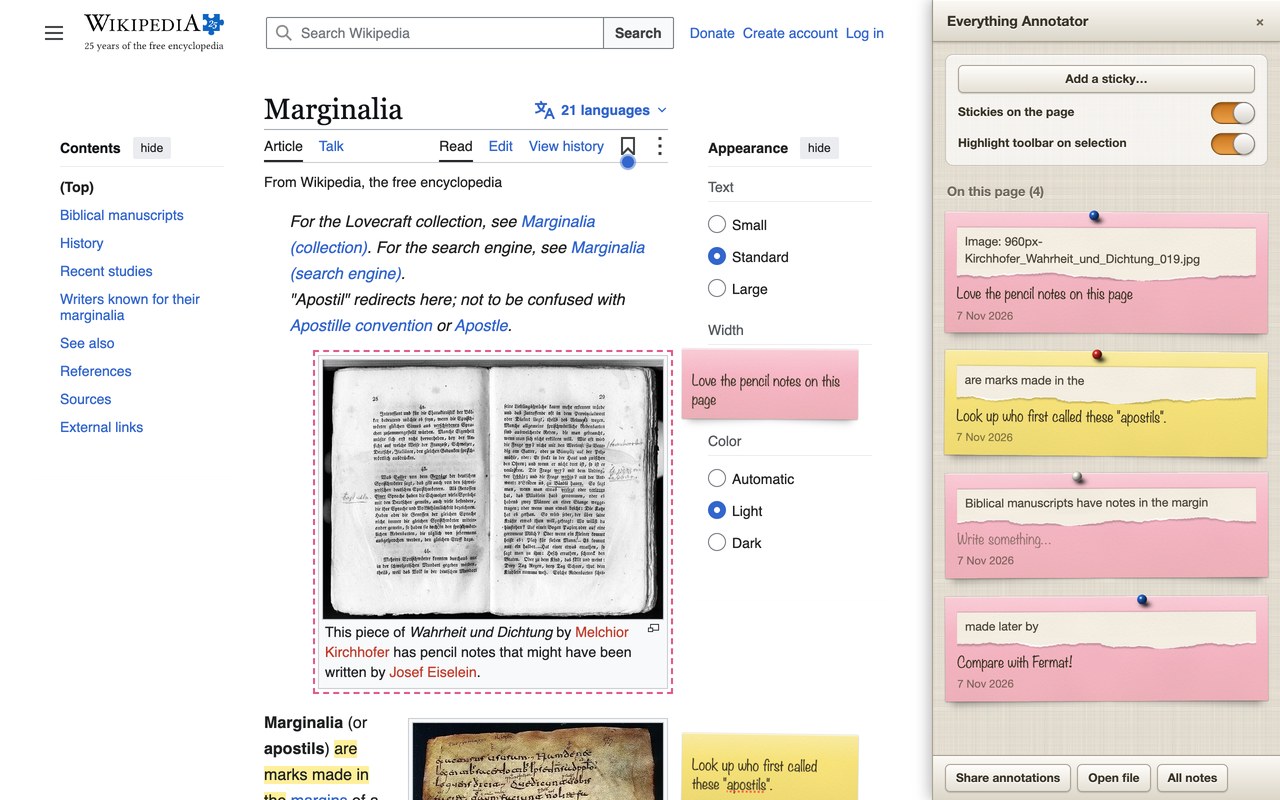 WIKIPEDIA 25
25 years of the free encyclopedia
Search Wikipedia
Search
Donate Create account Log in
Contents hide
(Top)
Biblical manuscripts
History
Recent studies
Writers known for their
marginalia
See also
References
Sources
External links
Marginalia
21 languages
Article Talk Read Edit View history
From Wikipedia, the free encyclopedia
For the Lovecraft collection, see Marginalia
(collection). For the search engine, see Marginalia
(search engine).
"Apostil" redirects here; not to be confused with
Apostille convention or Apostle.
This piece of Wahrheit und Dichtung by Melchior
Kirchhofer has pencil notes that might have been
written by Josef Eiselein.
Marginalia (or
apostils) are
marks made in
the margins of a
Appearance hide
Text
Small
Standard
Large
Width
Love the pencil notes on this
page
Color
Automatic
Light
Dark
Look up who first called
these "apostils".
Everything Annotator ×
Add a sticky...
Stickies on the page
Highlight toolbar on selection
On this page (4)
Image: 960px-
Kirchhofer_Wahrheit_und_Dichtung_019.jpg
Love the pencil notes on this page
7 Nov 2026
are marks made in the
Look up who first called these "apostils".
7 Nov 2026
Biblical manuscripts have notes in the margin
Write something...
7 Nov 2026
made later by
Compare with Fermat!
7 Nov 2026
Share annotations Open file All notes